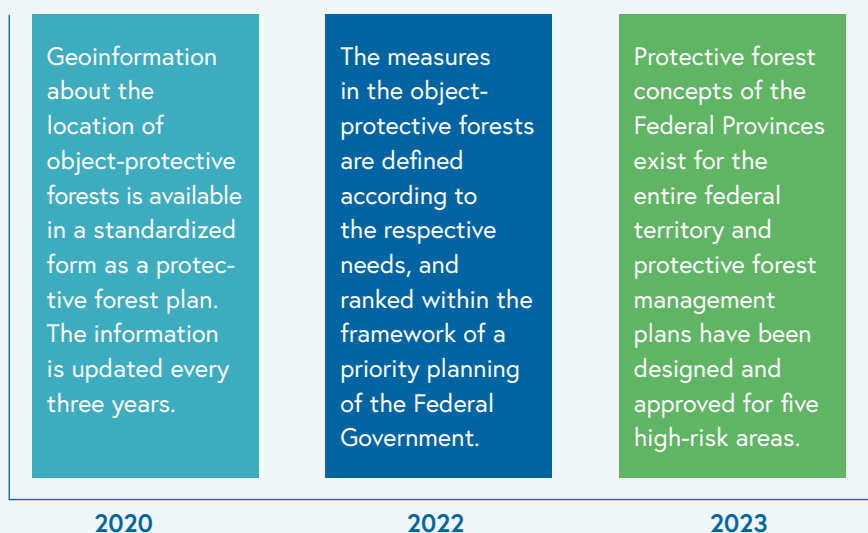 Geoinformation
about the
location of
object-protective
forests is available
in a standardized
form as a protec-
tive forest plan.
The information
is updated every
three years.
The measures
in the object-
protective forests
are defined
according to
the respective
needs, and
ranked within the
framework of a
priority planning
of the Federal
Government.
Protective forest
concepts of the
Federal Provinces
exist for the
entire federal
territory and
protective forest
management
plans have been
designed and
approved for five
high-risk areas.
2020
2022
2023